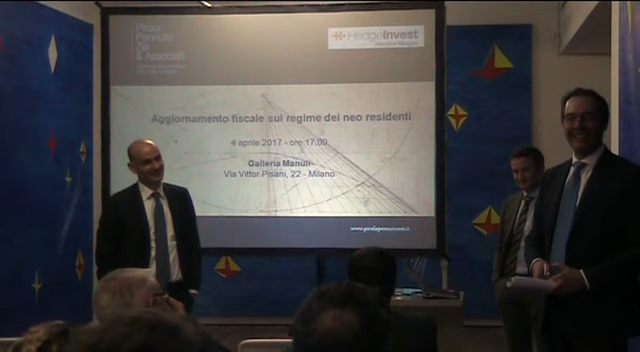 Pirola
Pennuto
Zei
& Associati
HedgeInvest
Aggiornamento fiscale sul regime dei neo residenti
4 aprile 2017 - ore 17.00
Galleria Manuli
Via Vittor Pisani, 22 - Milano
www.pirolapennutozei.it